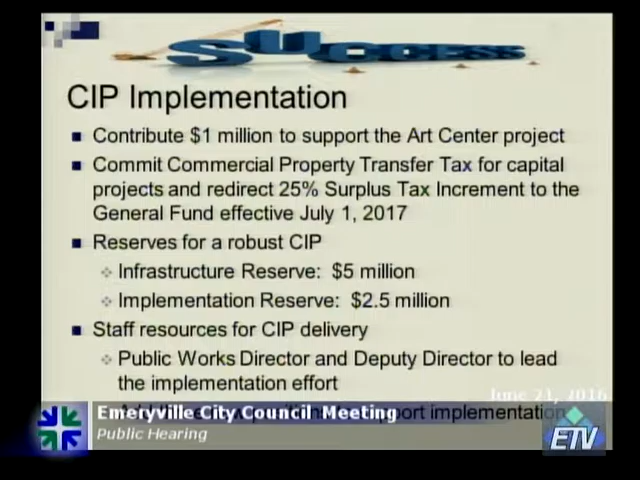 SUCCESS
CIP Implementation
Contribute $1 million to support the Art Center project
Commit Commercial Property Transfer Tax for capital
projects and redirect 25% Surplus Tax Increment to the
General Fund effective July 1, 2017
Reserves for a robust CIP
Infrastructure Reserve: $5 million
Implementation Reserve: $2.5 million
Staff resources for CIP delivery
Public Works Director and Deputy Director to lead
the implementation effort
June 21, 2016
implementation
Emeryville City Council Meeting
Public Hearing
ETV